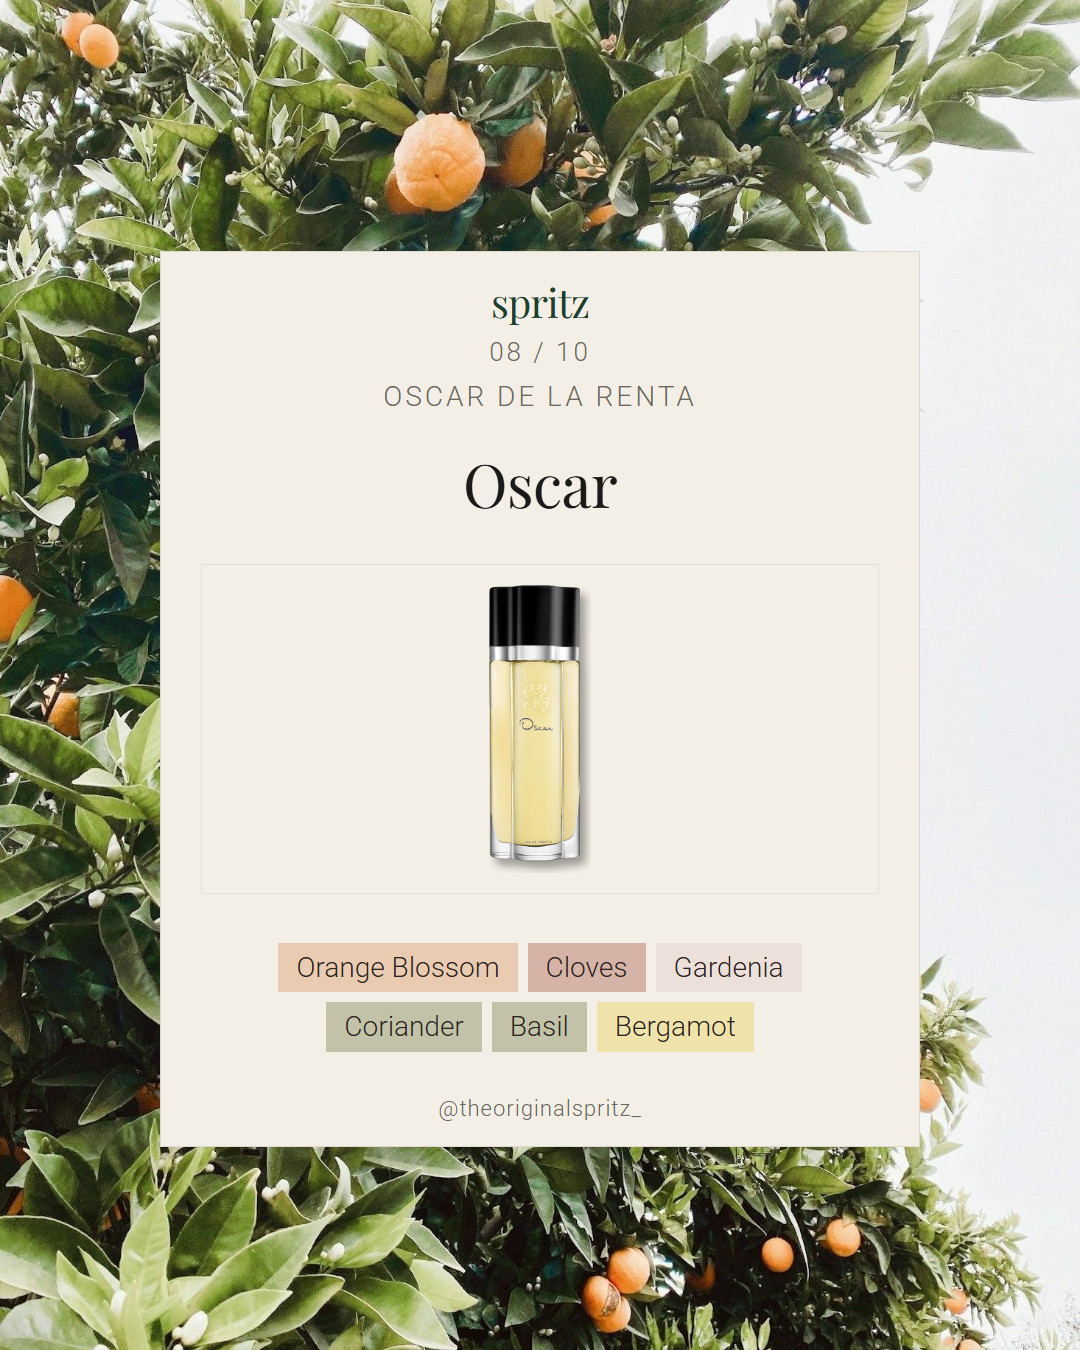 spritz
08 / 10
OSCAR DE LA RENTA
Oscar
Oscar
Orange Blossom Cloves Gardenia
Coriander Basil Bergamot
@theoriginalspritz_